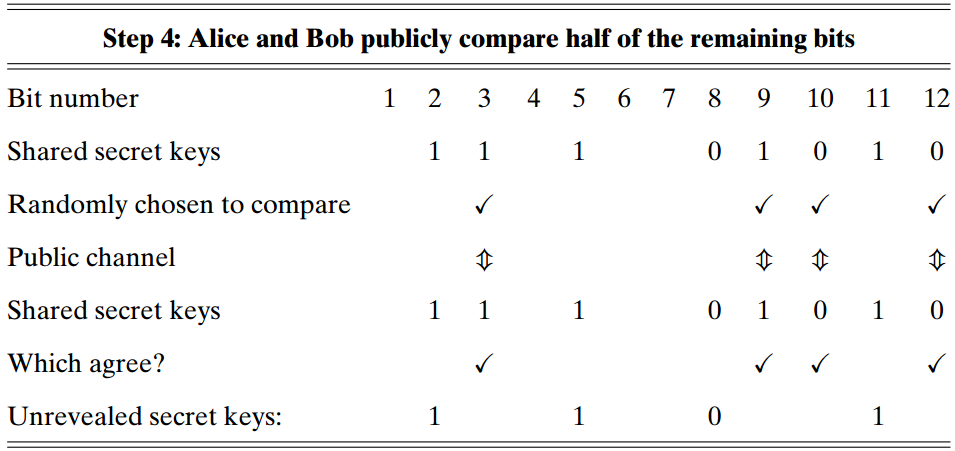 Step 4: Alice and Bob publicly compare half of the remaining bits
Bit number 1 2 3 4 5 6 7 8 9 10 11 12
Shared secret keys 1 1 1 0 1 0 1 0
Randomly chosen to compare ✓ ✓ ✓ ✓
Public channel ⇕ ⇕ ⇕ ⇕
Shared secret keys 1 1 1 0 1 0 1 0
Which agree? ✓ ✓ ✓ ✓
Unrevealed secret keys: 1 1 0 1